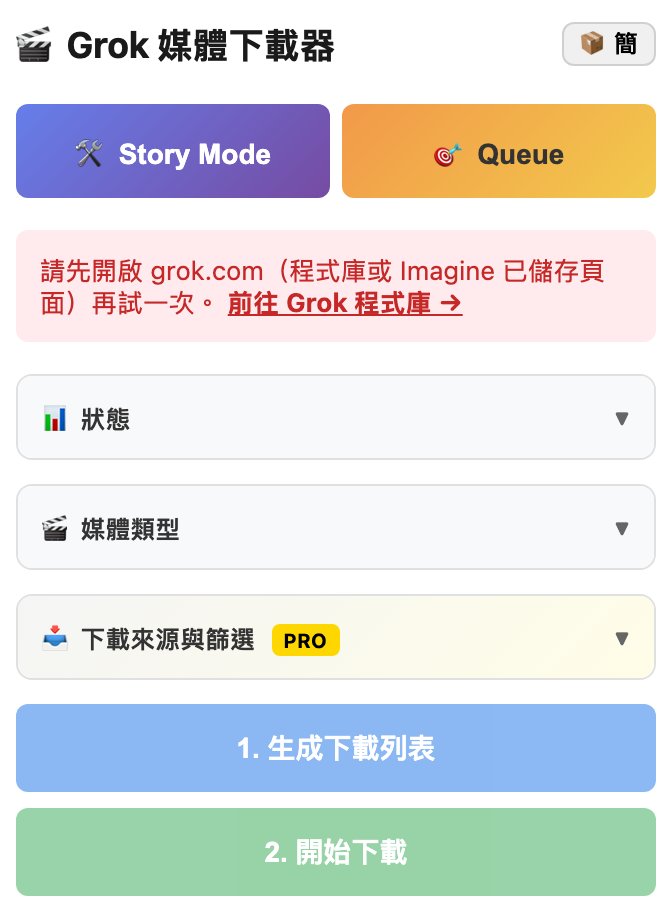 Grok 媒體下載器
簡
Story Mode
Queue
請先開啟 grok.com（程式庫或 Imagine 已儲存頁
面）再試一次。 前往 Grok 程式庫 →
狀態
媒體類型
下載來源與篩選 PRO
1. 生成下載列表
2. 開始下載